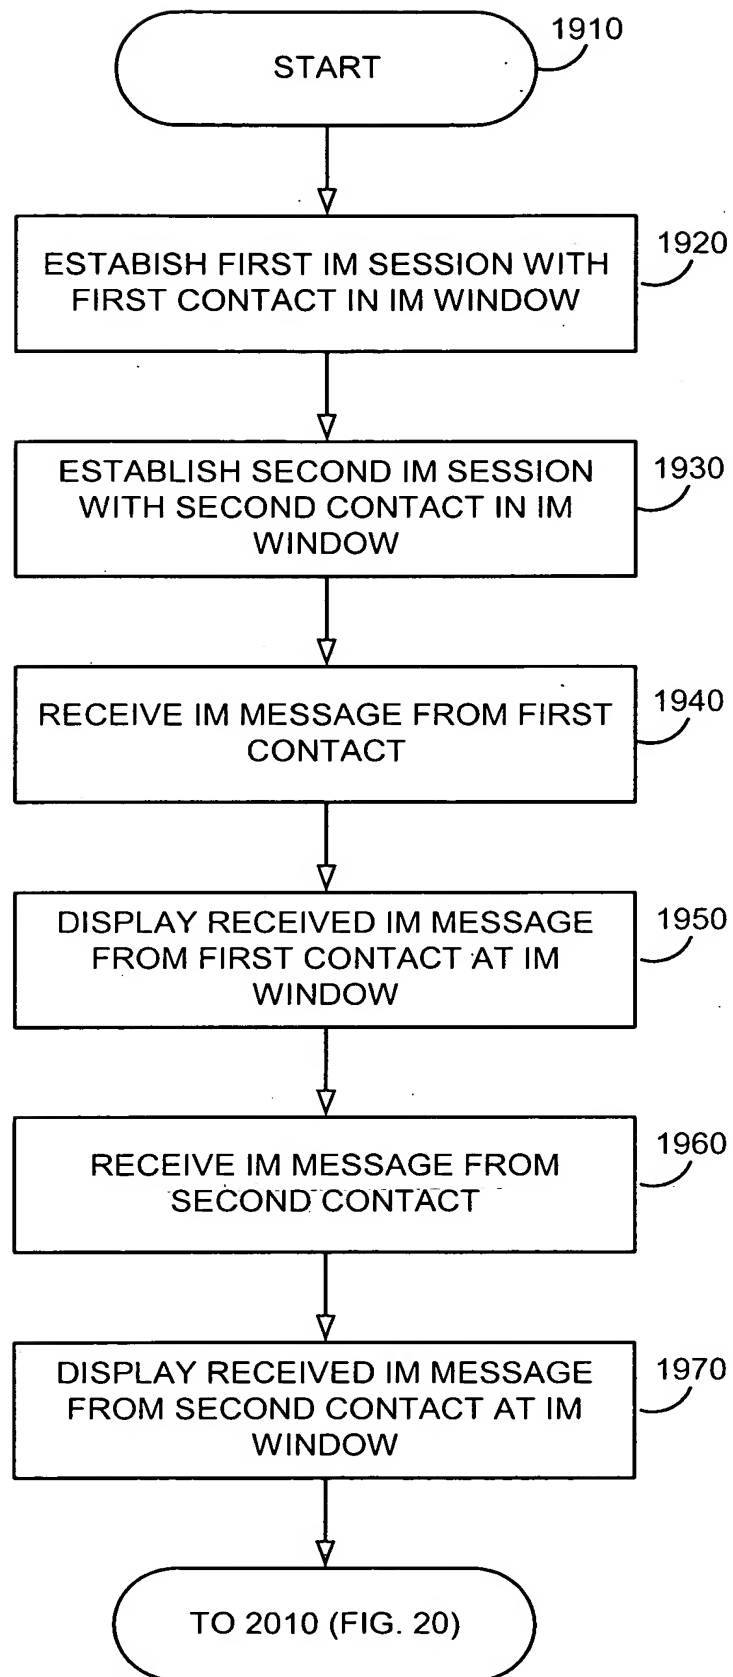 START
1910
ESTABISH FIRST IM SESSION WITH
FIRST CONTACT IN IM WINDOW
1920
ESTABLISH SECOND IM SESSION
WITH SECOND CONTACT IN IM
WINDOW
1930
RECEIVE IM MESSAGE FROM FIRST
CONTACT
1940
DISPLAY RECEIVED IM MESSAGE
FROM FIRST CONTACT AT IM
WINDOW
1950
RECEIVE IM MESSAGE FROM
SECOND CONTACT
1960
DISPLAY RECEIVED IM MESSAGE
FROM SECOND CONTACT AT IM
WINDOW
1970
TO 2010 (FIG. 20)